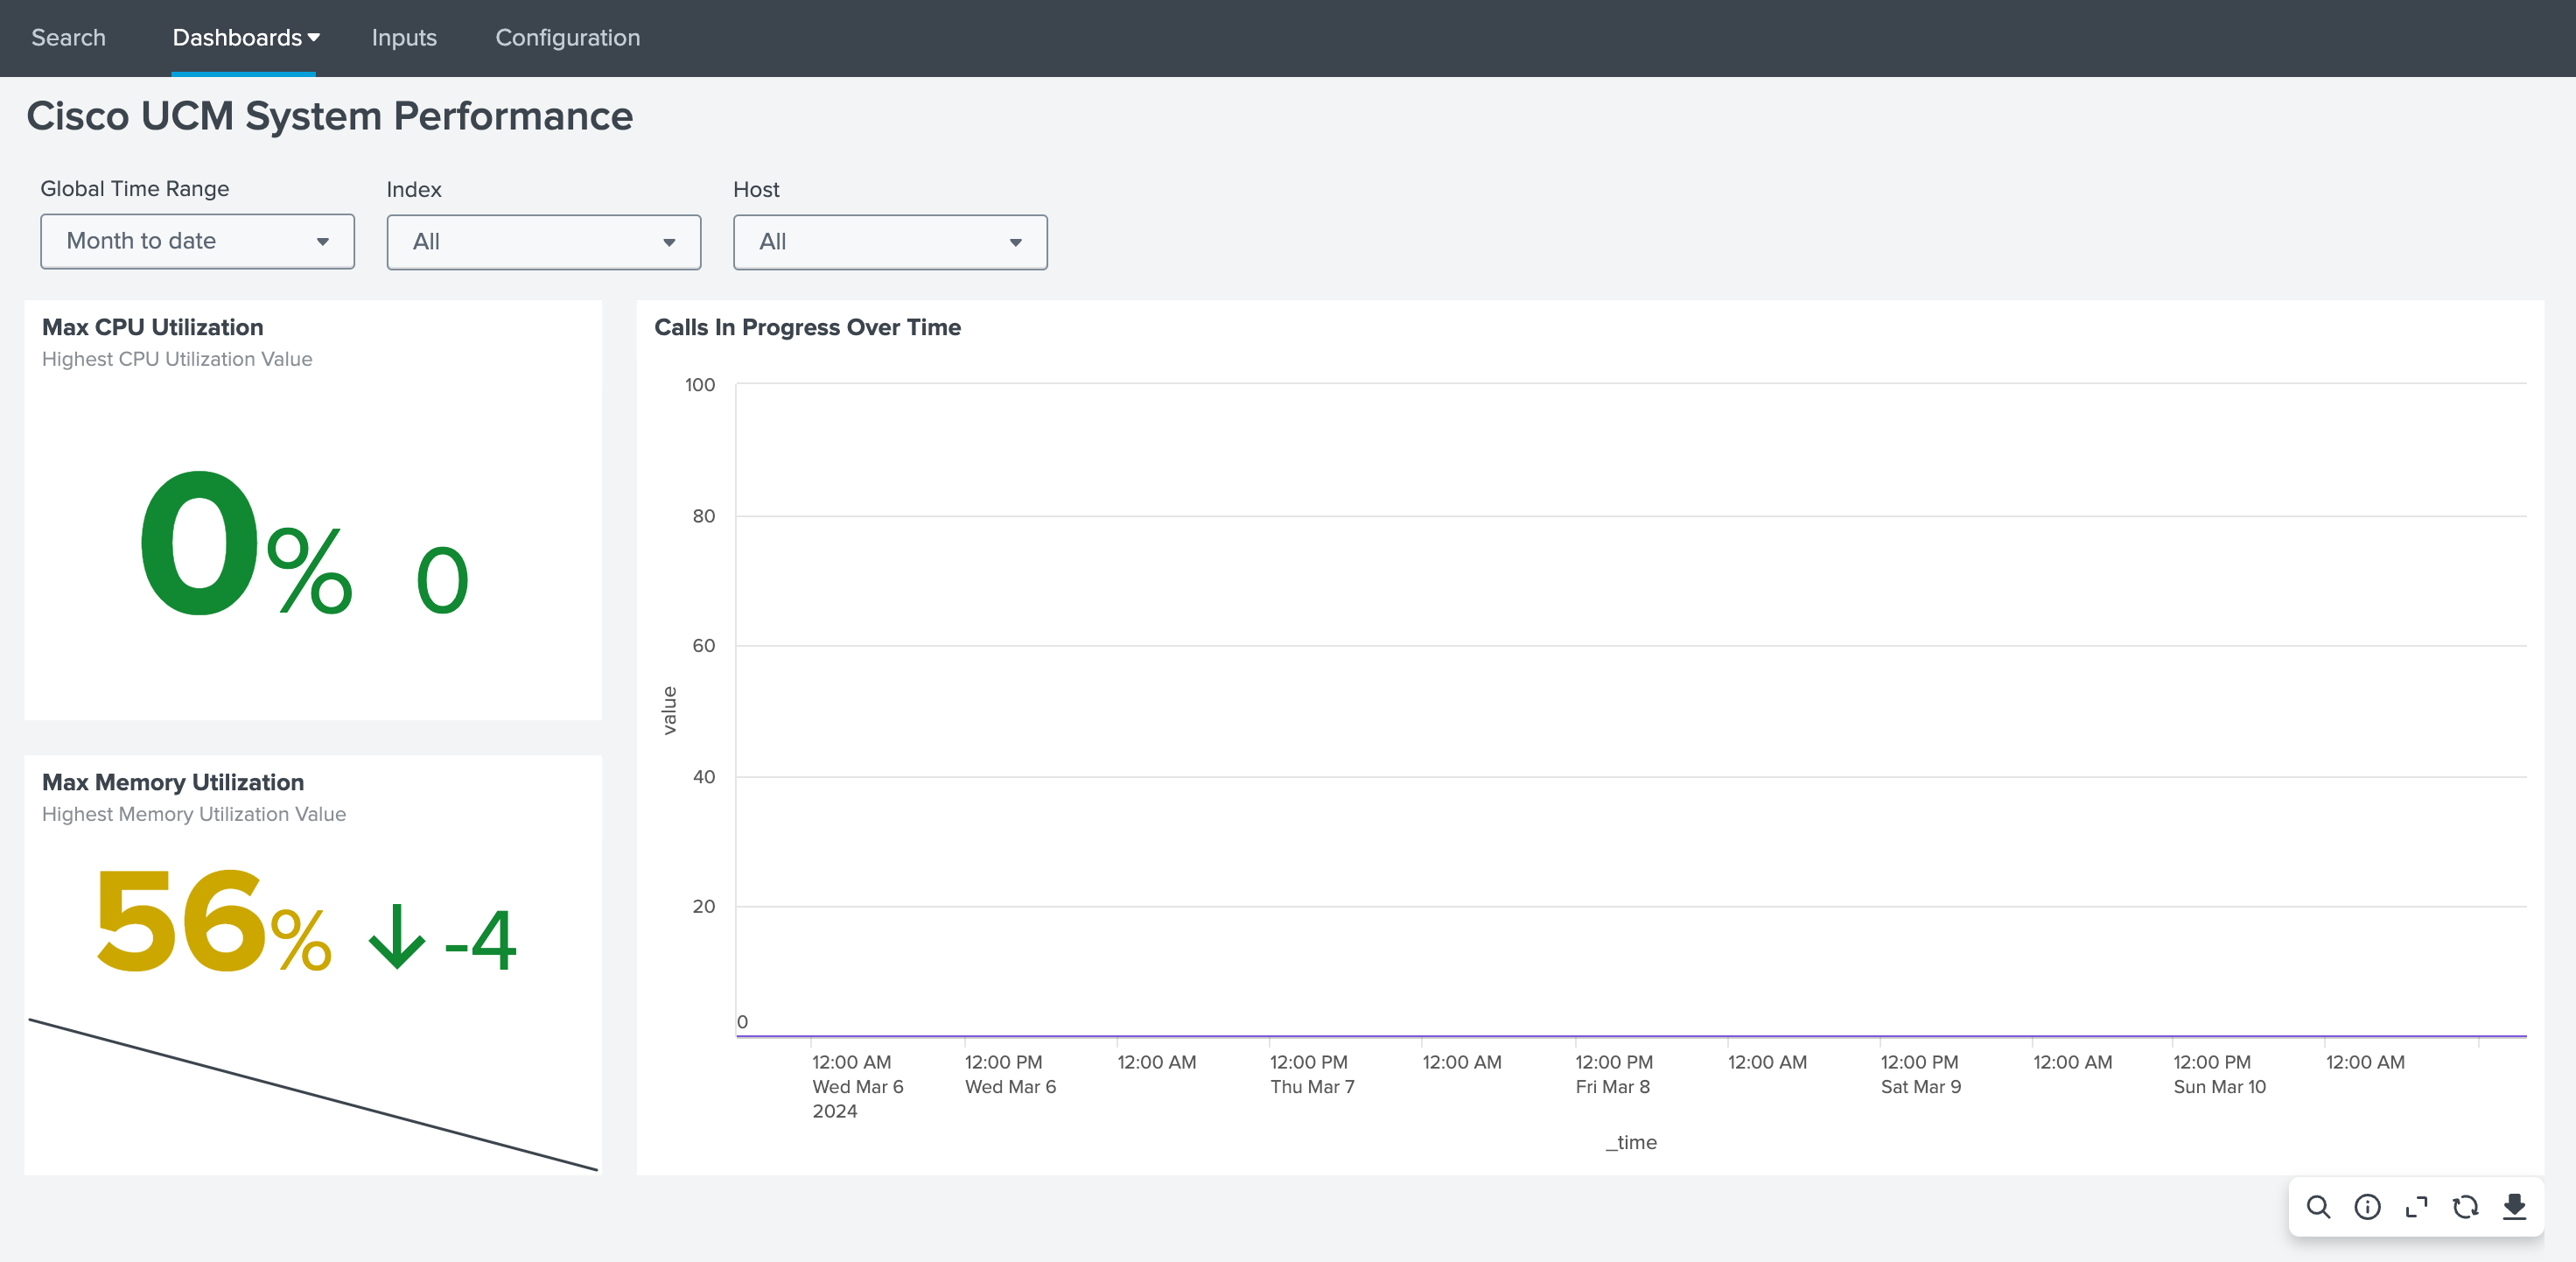 Search Dashboards Inputs Configuration
Cisco UCM System Performance
Global Time Range
Month to date
Index
All
Host
All
Max CPU Utilization
Highest CPU Utilization Value
0% 0
Max Memory Utilization
Highest Memory Utilization Value
56% -4
Calls In Progress Over Time
value
100
80
60
40
20
0
12:00 AM
Wed Mar 6
2024
12:00 PM
Wed Mar 6
12:00 AM
12:00 PM
Thu Mar 7
12:00 AM
12:00 PM
Fri Mar 8
12:00 AM
12:00 PM
Sat Mar 9
12:00 AM
12:00 PM
Sun Mar 10
12:00 AM
_time